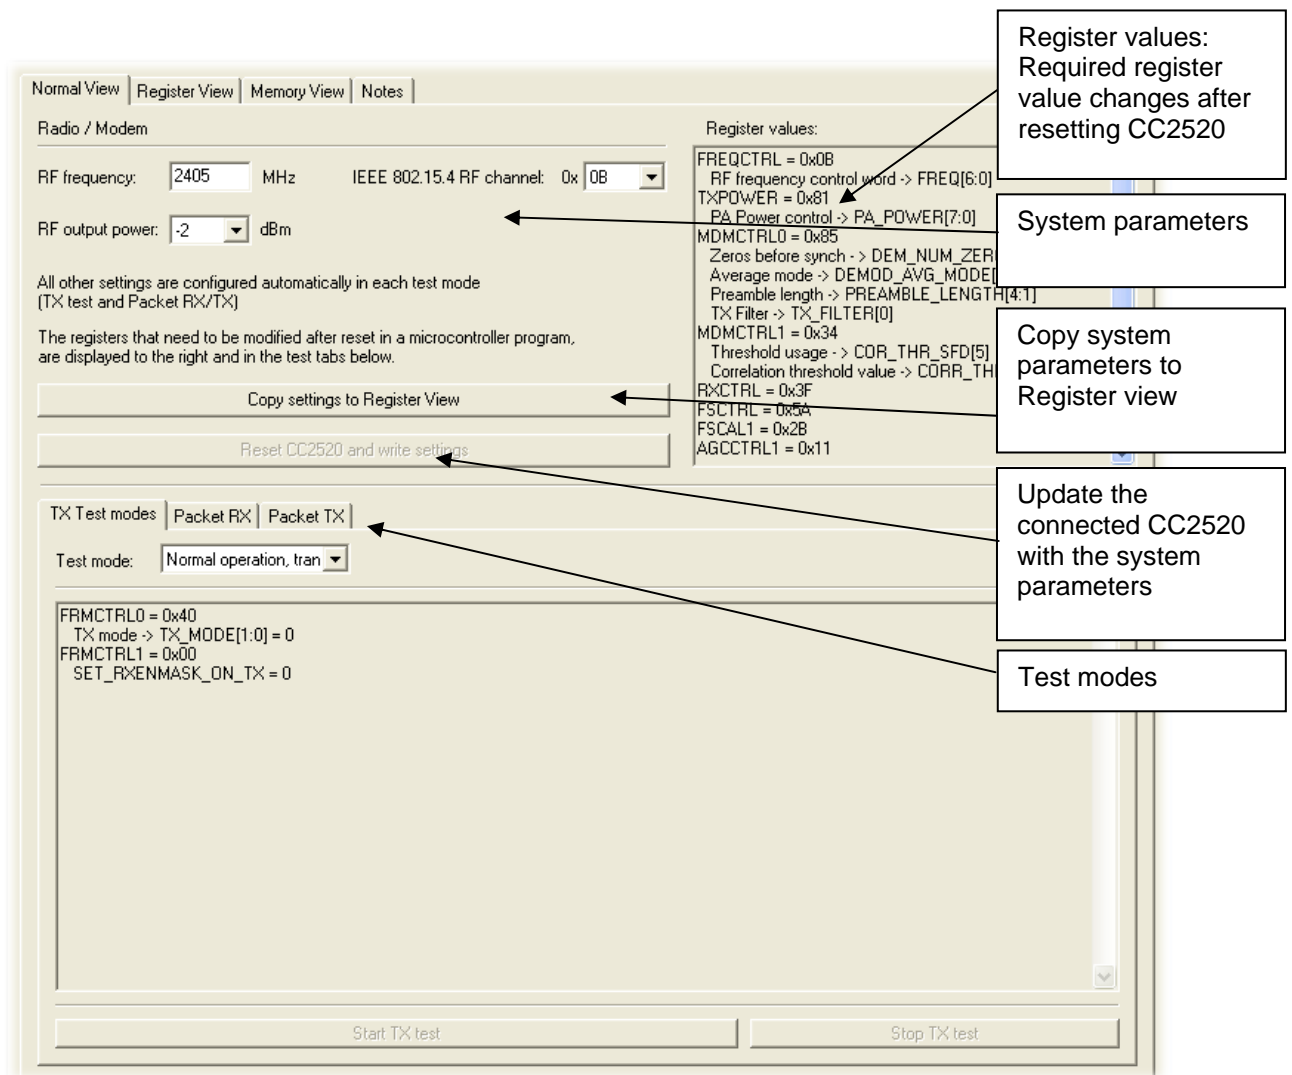 Register values:
Required register
value changes after
resetting CC2520
Normal View Register View Memory View Notes
Radio / Modem
Register values:
RF frequency: 2405 MHz IEEE 802.15.4 RF channel: 0x 0B
RF output power: -2 dBm
All other settings are configured automatically in each test mode
(TX test and Packet RX/TX)
The registers that need to be modified after reset in a microcontroller program,
are displayed to the right and in the test tabs below.
Copy settings to Register View
Reset CC2520 and write settings
FREQCTRL = 0x0B
RF frequency control word -> FREQ[6:0]
TXPOWER = 0x81
PA Power control -> PA_POWER[7:0]
MDMCTRL0 = 0x85
Zeros before synch -> DEM_NUM_ZER
Average mode -> DEMOD_AVG_MODE[
Preamble length -> PREAMBLE_LENGTH[4:1]
TX Filter -> TX_FILTER[0]
MDMCTRL1 = 0x34
Threshold usage -> COR_THR_SFD[5]
Correlation threshold value -> CORR_TH
RXCTRL = 0x3F
FSCTRL = 0x5A
FSCAL1 = 0x2B
AGCCTRL1 = 0x11
System parameters
Copy system
parameters to
Register view
Update the
connected CC2520
with the system
parameters
Test modes
TX Test modes Packet RX Packet TX
Test mode: Normal operation, tran
FRMCTRL0 = 0x40
TX mode -> TX_MODE[1:0] = 0
FRMCTRL1 = 0x00
SET_RXENMASK_ON_TX = 0
Start TX test Stop TX test